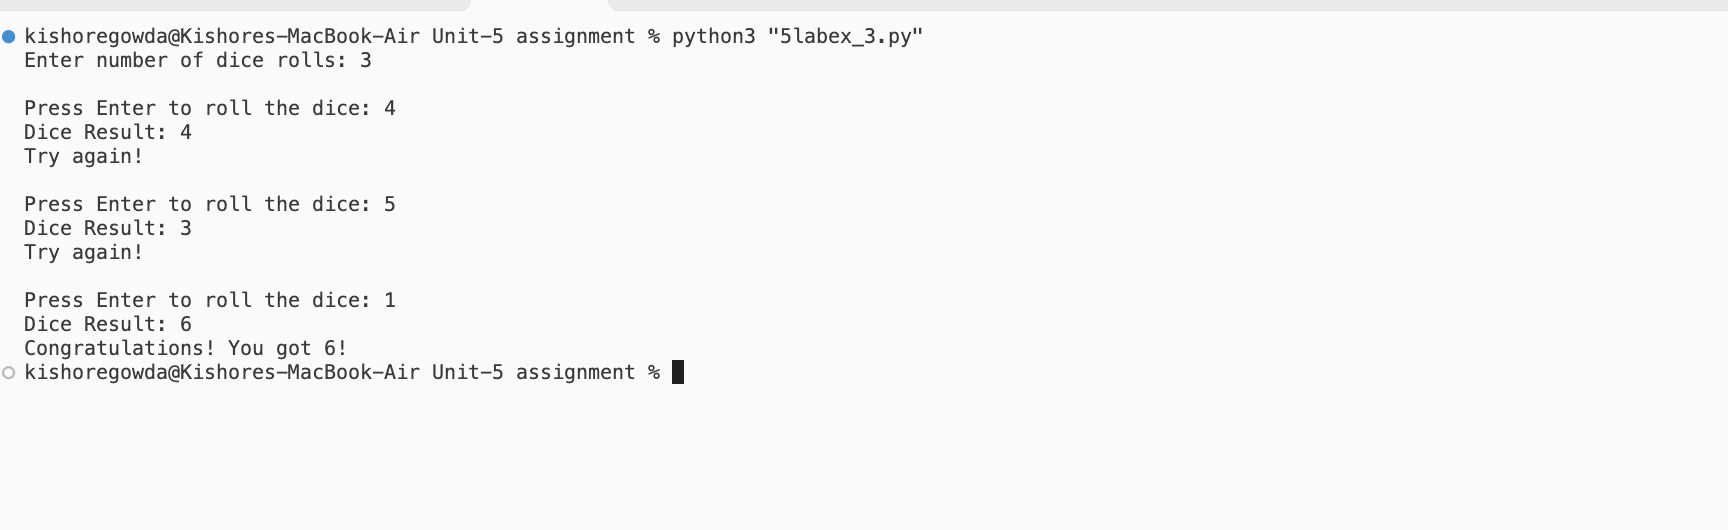 kishoregowda@Kishores-MacBook-Air Unit-5 assignment % python3 "5labex_3.py"
Enter number of dice rolls: 3
Press Enter to roll the dice: 4
Dice Result: 4
Try again!
Press Enter to roll the dice: 5
Dice Result: 3
Try again!
Press Enter to roll the dice: 1
Dice Result: 6
Congratulations! You got 6!
kishoregowda@Kishores-MacBook-Air Unit-5 assignment %